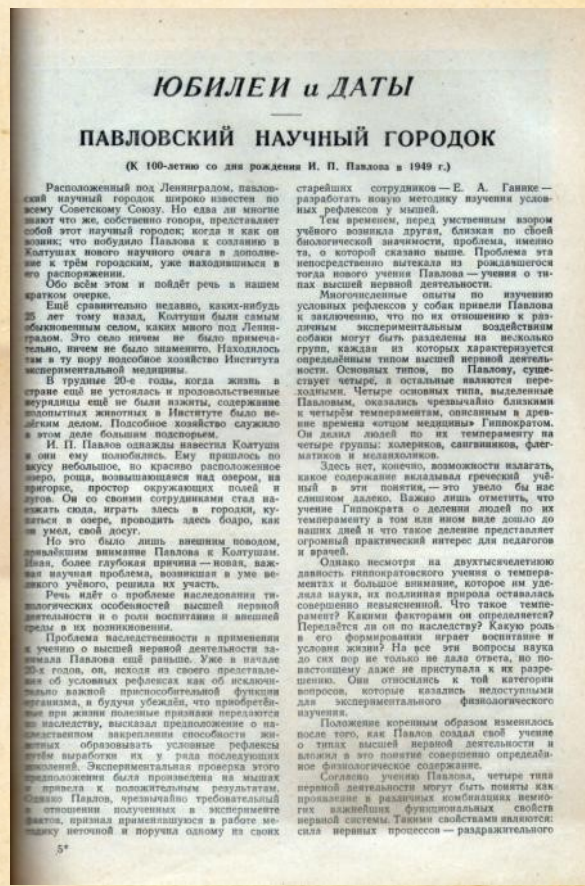 ЮБИЛЕИ и ДАТЫ
ПАВЛОВСКИЙ НАУЧНЫЙ ГОРОДОК
(К 100-летию со дня рождения И. П. Павлова в 1949 г.)
Расположенный под Ленинградом, павлов-
ский научный городок широко известен по
всему Советскому Союзу. Но едва ли многие
знают что же, собственно говоря, представляет
собой этот научный городок; когда и как он
возник; что побудило Павлова к созданию в
Колтушах нового научного очага в дополне-
ние к трём городским, уже находившимся в
его распоряжении.
Обо всём этом и пойдёт речь в нашем
кратком очерке.
Ещё сравнительно недавно, каких-нибудь
25 лет тому назад, Колтуши были самым
обыкновенным селом, каких много под Ленин-
градом. Это село ничем не было примеча-
тельно, ничем не было знаменито. Находилось
там в ту пору подсобное хозяйство Института
экспериментальной медицины.
В трудные 20-е годы, когда жизнь в
стране ещё не устоялась и продовольственные
неурядицы ещё не были изжиты, содержание
подопытных животных в Институте было не-
лёгким делом. Подсобное хозяйство служило
в этом деле большим подспорьем.
И. П. Павлов однажды навестил Колтуши
и они ему полюбились. Ему пришлось по
вкусу небольшое, но красиво расположенное
озеро, роща, возвышающаяся над озером, на
пригорке, простор окружающих полей и
лугов. Он со своими сотрудниками стал на-
езжать сюда, играть здесь в городки, ку-
паться в озере, проводить здесь бодро, как
он умел, свой досуг.
Но это было лишь внешним поводом,
привлёкшим внимание Павлова к Колтушам.
Иная, более глубокая причина — новая, важ-
ная научная проблема, возникшая в уме ве-
ликого учёного, решила их участь.
Речь идёт о проблеме наследования ти-
пологических особенностей высшей нервной
деятельности и о роли воспитания и внешней
среды в их возникновении.
Проблема наследственности в применении
к учению о высшей нервной деятельности за-
нимала Павлова ещё раньше. Уже в начале
20-х годов, он, исходя из своего представле-
ния об условных рефлексах как об исключи-
тельно важной приспособительной функции
организма, и будучи убеждён, что приобретён-
ные при жизни полезные признаки передаются
по наследству, высказал предположение о на-
следственном закреплении способности жи-
вотных образовывать условные рефлексы
путём выработки их у ряда последующих
поколений. Экспериментальная проверка этого
предположения была произведена на мышах
и привела к положительным результатам.
Однако Павлов, чрезвычайно требовательный
в отношении полученных в эксперименте
фактов, признал применявшуюся в работе ме-
тодику неточной и поручил одному из своих
5*
старейших сотрудников — Е. А. Ганике —
разработать новую методику изучения услов-
ных рефлексов у мышей.
Тем временем, перед умственным взором
учёного возникла другая, близкая по своей
биологической значимости, проблема, именно
та, о которой сказано выше. Проблема эта
непосредственно вытекала из рождавшегося
тогда нового учения Павлова — учения о ти-
пах высшей нервной деятельности.
Многочисленные опыты по изучению
условных рефлексов у собак привели Павлова
к заключению, что по их отношению к раз-
личным экспериментальным воздействиям
собаки могут быть разделены на несколько
групп, каждая из которых характеризуется
определённым типом высшей нервной деятель-
ности. Основных типов, по Павлову, суще-
ствует четыре, а остальные являются пере-
ходными. Четыре основных типа, выделенные
Павловым, оказались чрезвычайно близкими
к четырём темпераментам, описанным в древ-
ние времена «отцом медицины» Гиппократом.
Он делил людей по их темпераменту на
четыре группы: холериков, сангвиников, флег-
матиков и меланхоликов.
Здесь нет, конечно, возможности излагать,
какое содержание вкладывал греческий учё-
ный в эти понятия, — это увело бы нас
слишком далеко. Важно лишь отметить, что
учение Гиппократа о делении людей по их
темпераменту в том или ином виде дошло до
наших дней и что такое деление представляет
огромный практический интерес для педагогов
и врачей.
Однако несмотря на двухтысячелетнюю
давность гиппократовского учения о темпера-
ментах и большое внимание, которое им уде-
ляла наука, их подлинная природа оставалась
совершенно невыясненной. Что такое темпе-
рамент? Какими факторами он определяется?
Передаётся ли он по наследству? Какую роль
в его формировании играет воспитание и
условия жизни? На все эти вопросы наука
до сих пор не только не дала ответа, но по-
настоящему даже не приступала к их разре-
шению. Они относились к той категории
вопросов, которые казались недоступными
для экспериментального физиологического
изучения.
Положение коренным образом изменилось
после того, как Павлов создал своё учение
о типах высшей нервной деятельности и
вложил в это понятие совершенно определён-
ное физиологическое содержание.
Согласно учению Павлова, четыре типа
нервной деятельности могут быть поняты как
проявление в различных комбинациях немно-
гих важнейших функциональных свойств
нервной системы. Такими свойствами являются:
сила нервных процессов — раздражительного